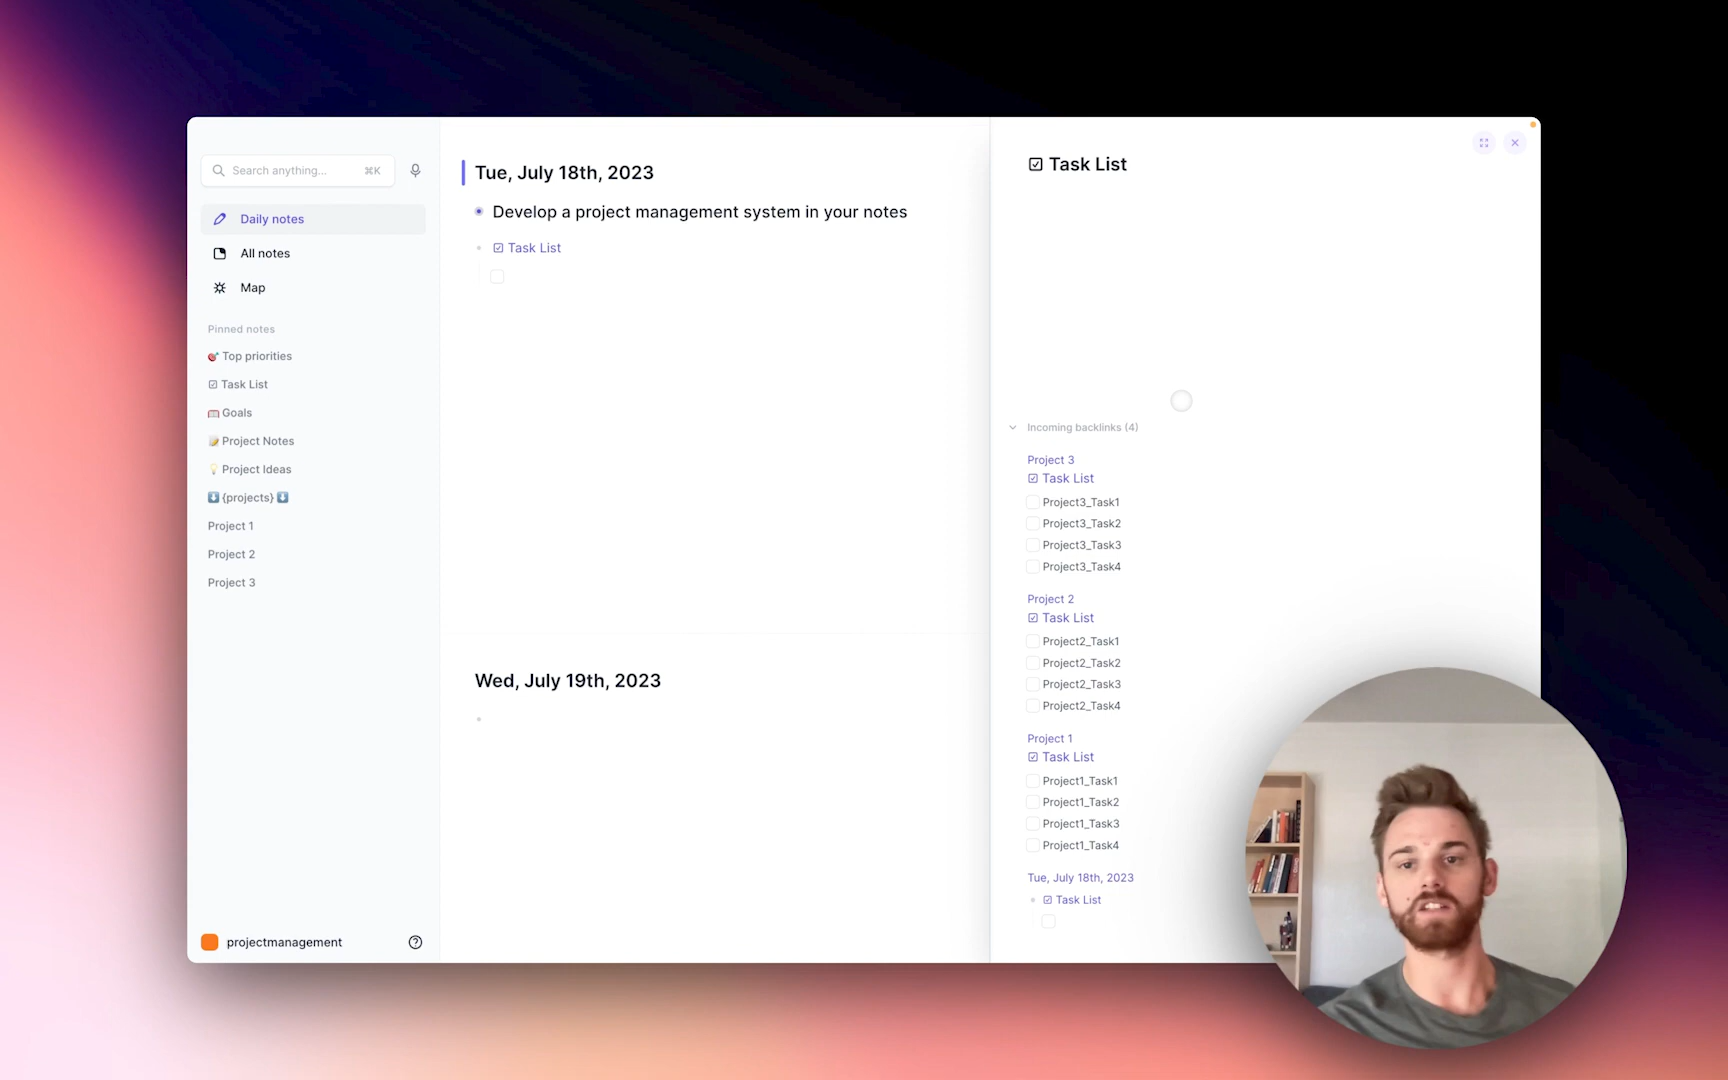 Search anything...
⌘K
Daily notes
All notes
Map
Pinned notes
Top priorities
Task List
Goals
Project Notes
Project Ideas
{projects}
Project 1
Project 2
Project 3
projectmanagement
Tue, July 18th, 2023
Develop a project management system in your notes
Task List
Wed, July 19th, 2023
Task List
Incoming backlinks (4)
Project 3
Task List
Project3_Task1
Project3_Task2
Project3_Task3
Project3_Task4
Project 2
Task List
Project2_Task1
Project2_Task2
Project2_Task3
Project2_Task4
Project 1
Task List
Project1_Task1
Project1_Task2
Project1_Task3
Project1_Task4
Tue, July 18th, 2023
Task List